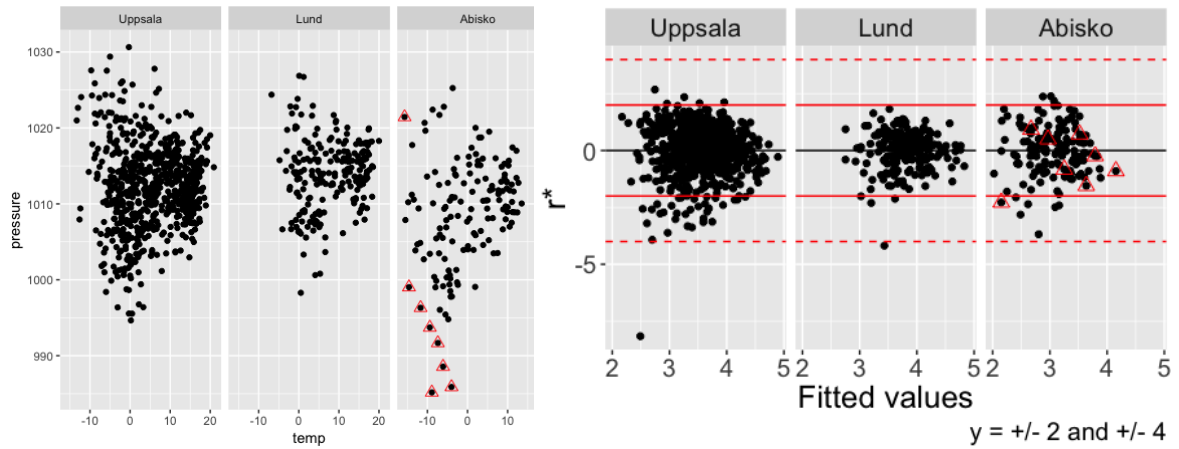 Uppsala Lund Abisko
1030
1020
1010
1000
990
pressure
-10 0 10 20 -10 0 10 20 -10 0 10
temp
Uppsala Lund Abisko
0
-5
r*
2 3 4 5 2 3 4 5 2 3 4 5
Fitted values
y = +/- 2 and +/- 4